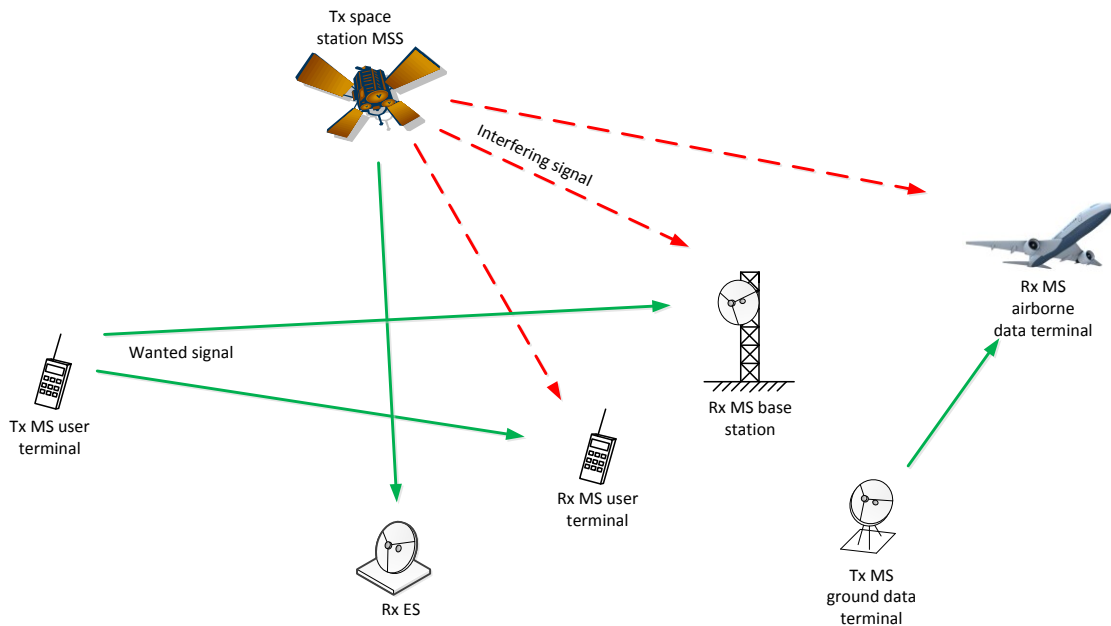 Tx space
station MSS
Interfering signal
Rx MS
airborne
data terminal
Wanted signal
Tx MS user
terminal
Rx MS base
station
Rx MS user
terminal
Rx ES
Tx MS
ground data
terminal